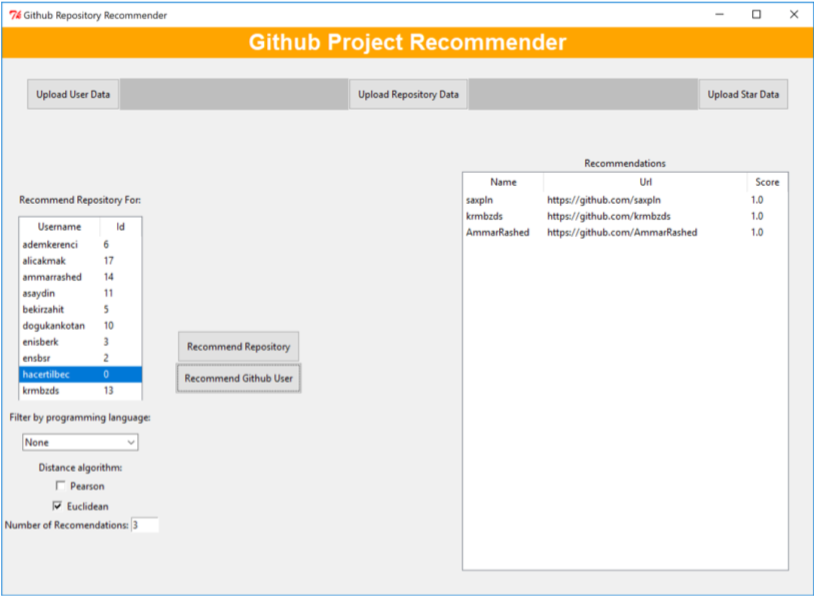 Github Repository Recommender
Github Project Recommender
Upload User Data
Upload Repository Data
Upload Star Data
Recommendations
Name Url Score
saxpln https://github.com/saxpln 1.0
krmbzds https://github.com/krmbzds 1.0
AmmarRashed https://github.com/AmmarRashed 1.0
Recommend Repository For:
Username Id
ademkerenci 6
alicakmak 17
ammarrashed 14
asaydin 11
bekirzahit 5
dogukankotan 10
enisberk 3
ensbsr 2
hacertilbec 0
krmbzds 13
Recommend Repository
Recommend Github User
Filter by programming language:
None
Distance algorithm:
Pearson
Euclidean
Number of Recomendations: 3